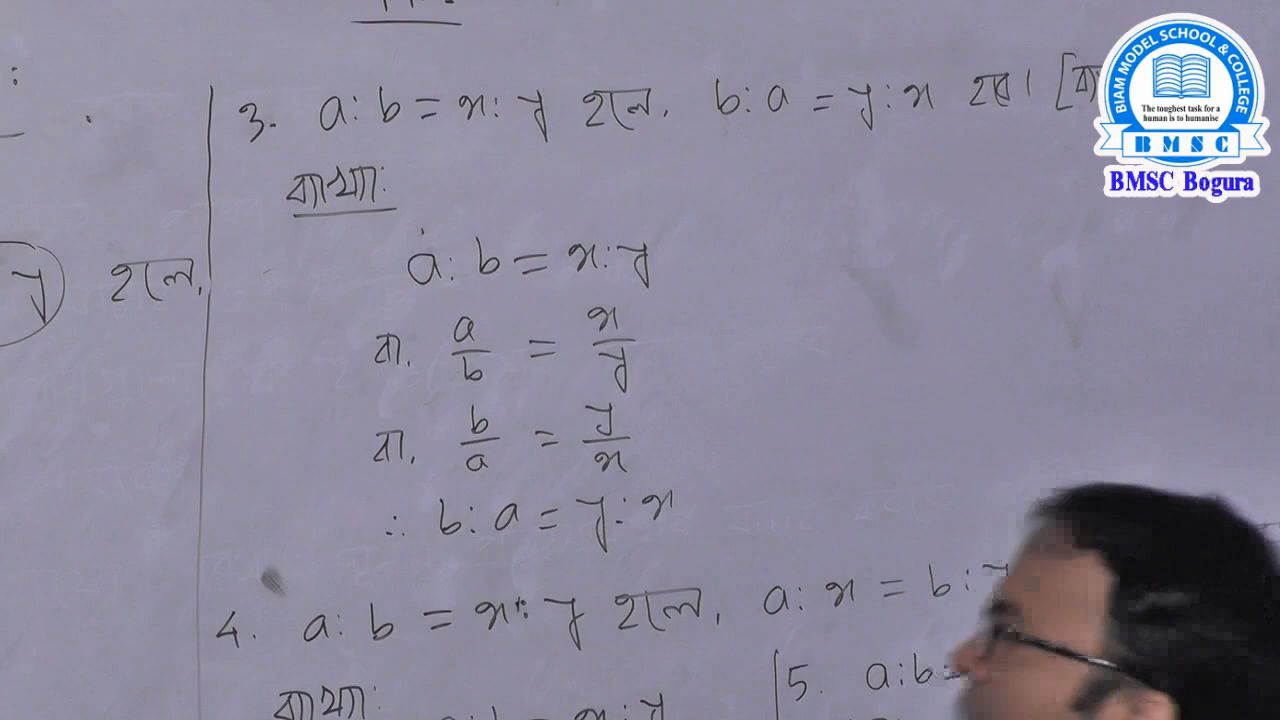 3. a : b = x : y হলে, b : a = y : x হবে। [ব্য
ব্যাখ্যা:
a : b = x : y
y হলে,
বা, a/b = x/y
বা, b/a = y/x
∴ b : a = y : x
4. a : b = x : y হলে, a : x = b : y
5. a : b =
ব্যাখ্যা:
a : b = x : y
BIAM MODEL SCHOOL & COLLEGE
The toughest task for a
human is to humanise
BMSC
BMSC Bogura